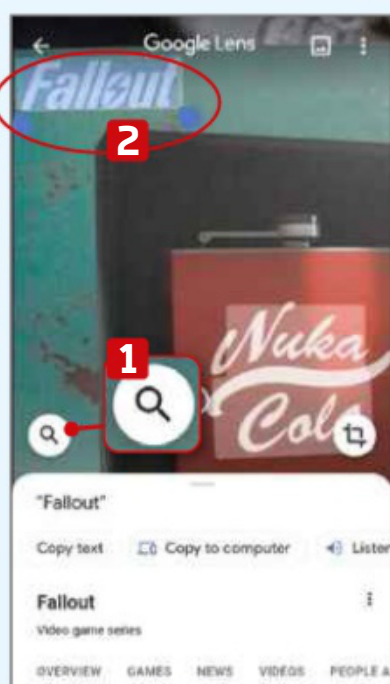 Google Lens
Fallout
2
1
Nuka
Cola
"Fallout"
Copy text
Copy to computer
Listen
Fallout
Video game series
OVERVIEW
GAMES
NEWS
VIDEOS
PEOPLE A